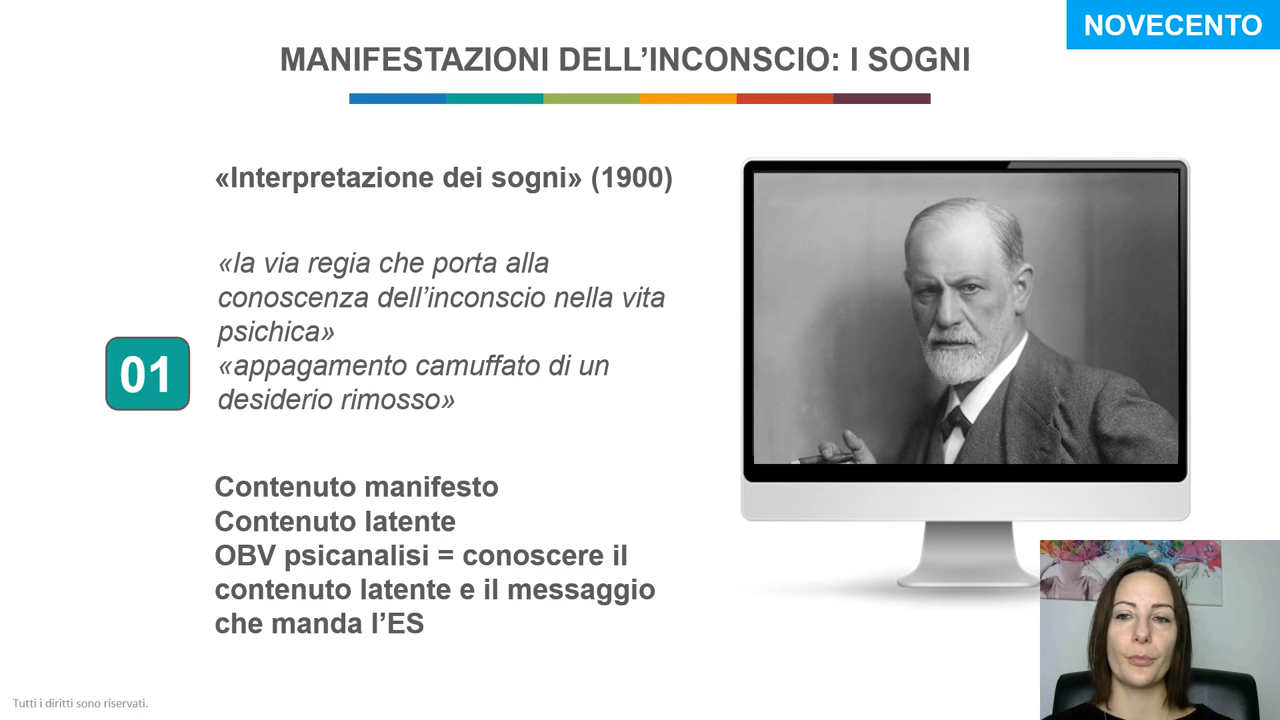 NOVECENTO
MANIFESTAZIONI DELL’INCONSCIO: I SOGNI
«Interpretazione dei sogni» (1900)
«la via regia che porta alla
conoscenza dell’inconscio nella vita
psichica»
«appagamento camuffato di un
desiderio rimosso»
01
Contenuto manifesto
Contenuto latente
OBV psicanalisi = conoscere il
contenuto latente e il messaggio
che manda l’ES
Tutti i diritti sono riservati.